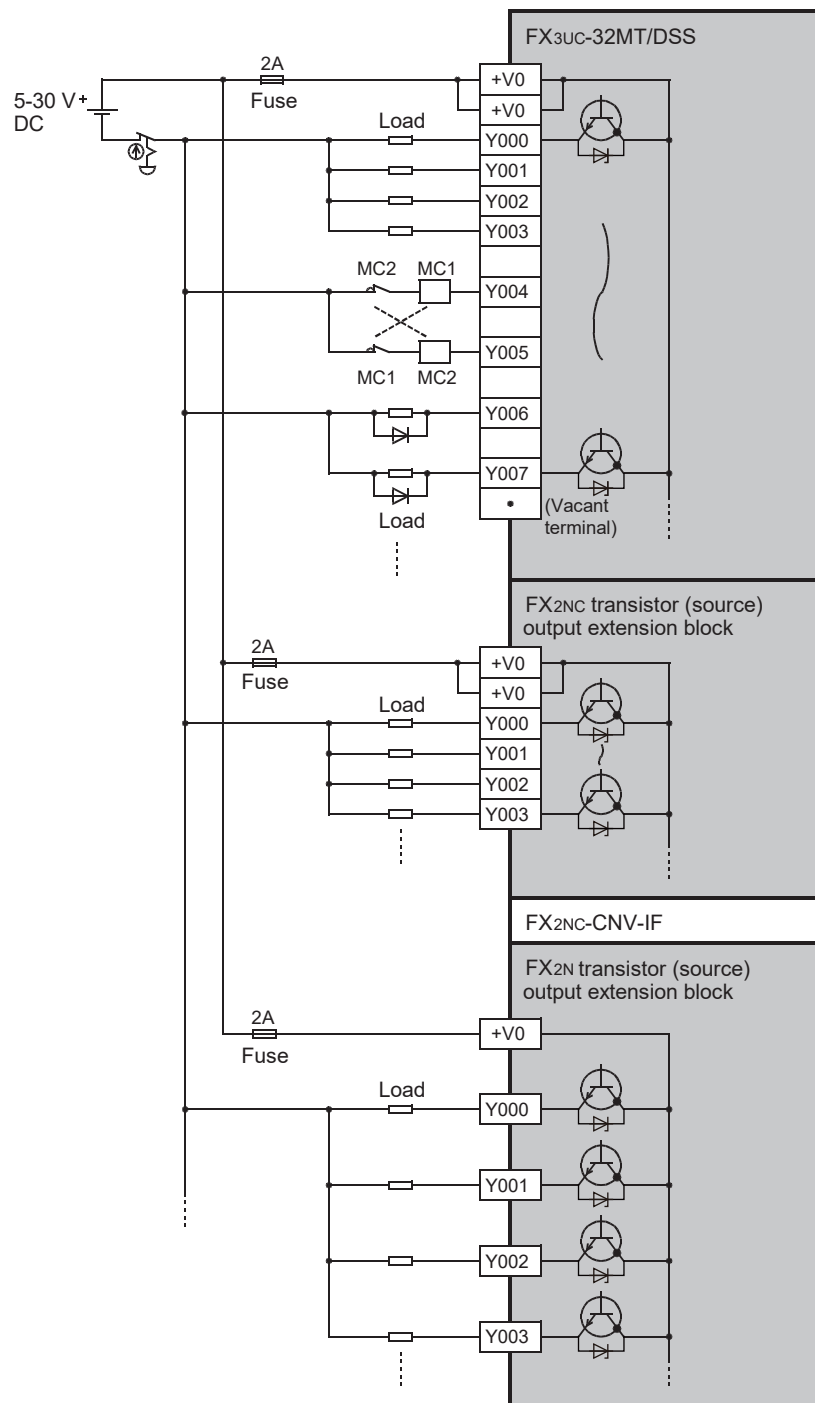 FX3UC-32MT/DSS
2A
Fuse
5-30 V+
DC
+V0
+V0
Load
Y000
Y001
Y002
Y003
MC2 MC1
Y004
Y005
MC1 MC2
Y006
Y007
Load
(Vacant
terminal)
FX2NC transistor (source)
output extension block
2A
Fuse
+V0
+V0
Load
Y000
Y001
Y002
Y003
FX2NC-CNV-IF
FX2N transistor (source)
output extension block
2A
Fuse
+V0
Load
Y000
Y001
Y002
Y003